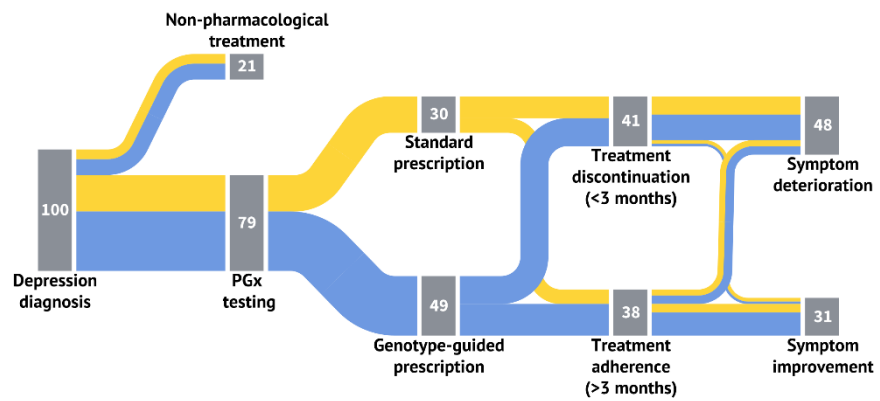 Non-pharmacological
treatment
21
100
Depression
diagnosis
79
PGx
testing
30
Standard
prescription
49
Genotype-guided
prescription
41
Treatment
discontinuation
(<3 months)
38
Treatment
adherence
(>3 months)
48
Symptom
deterioration
31
Symptom
improvement